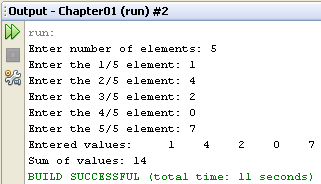 Output - Chapter01 (run) #2
run:
Enter number of elements: 5
Enter the 1/5 element: 1
Enter the 2/5 element: 4
Enter the 3/5 element: 2
Enter the 4/5 element: 0
Enter the 5/5 element: 7
Entered values:    1    4    2    0    7
Sum of values: 14
BUILD SUCCESSFUL (total time: 11 seconds)